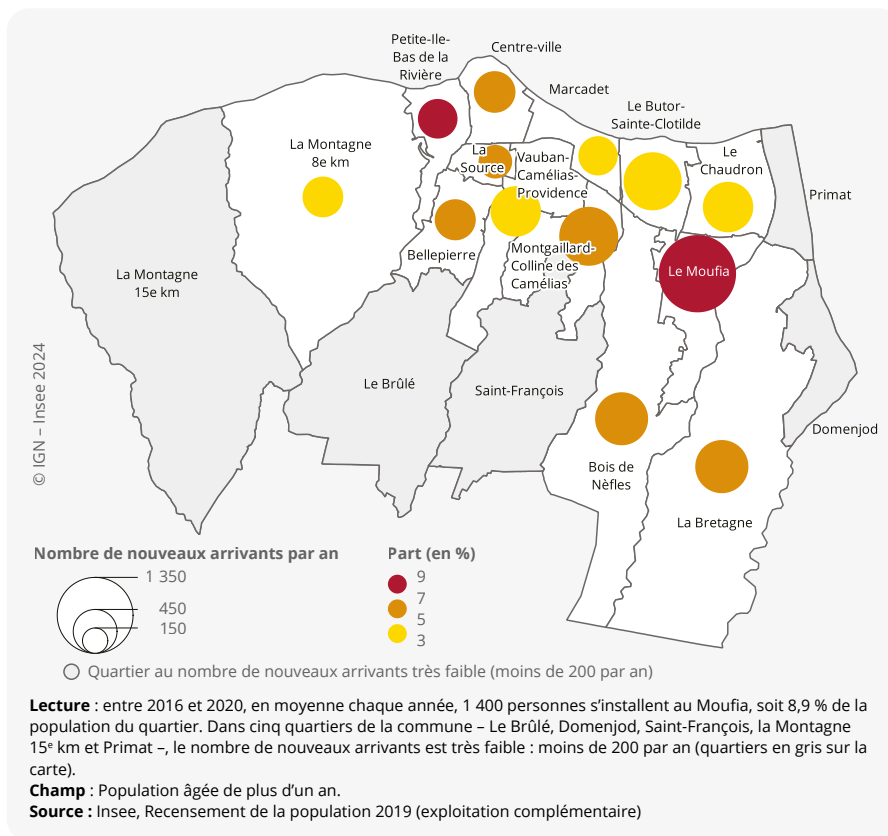 Petite-Ile-
Bas de la
Rivière
Centre-ville
Marcadet
Le Butor-
Sainte-Clotilde
La Montagne
8e km
La
Source
Vauban-
Camélias-
Providence
Le
Chaudron
Primat
La Montagne
15e km
Bellepierre
Montgaillard-
Colline des
Camélias
Le Moufia
Le Brûlé
Saint-François
Domenjod
Bois de
Nèfles
La Bretagne
© IGN – Insee 2024
Nombre de nouveaux arrivants par an
1 350
450
150
Part (en %)
9
7
5
3
Quartier au nombre de nouveaux arrivants très faible (moins de 200 par an)
Lecture : entre 2016 et 2020, en moyenne chaque année, 1 400 personnes s’installent au Moufia, soit 8,9 % de la
population du quartier. Dans cinq quartiers de la commune – Le Brûlé, Domenjod, Saint-François, la Montagne
15e km et Primat –, le nombre de nouveaux arrivants est très faible : moins de 200 par an (quartiers en gris sur la
carte).
Champ : Population âgée de plus d’un an.
Source : Insee, Recensement de la population 2019 (exploitation complémentaire)